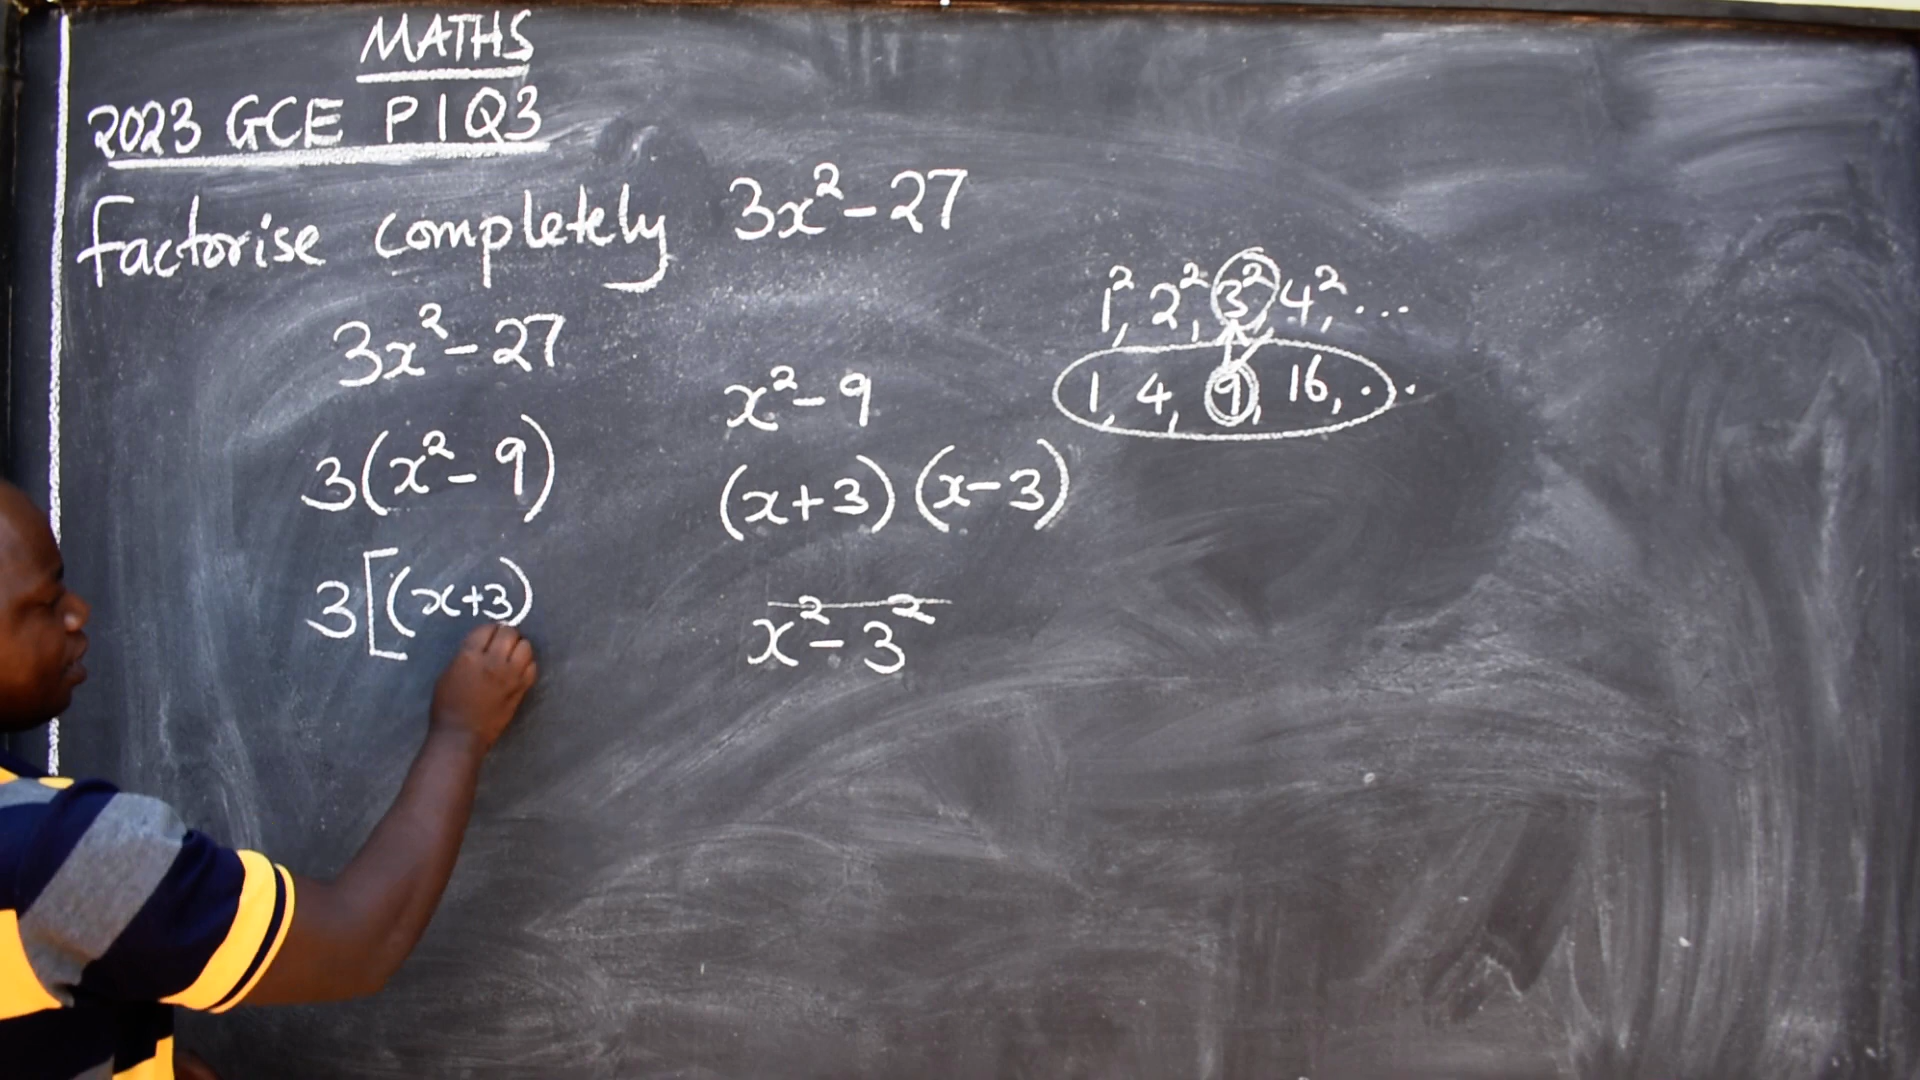 MATHS
2023 GCE P1Q3
Factorise completely 3x² - 27
3x² - 27
3(x² - 9)
3[(x+3)
x² - 9
(x+3)(x-3)
x² - 3²
1², 2², 3², 4², ...
1, 4, 9, 16, ...